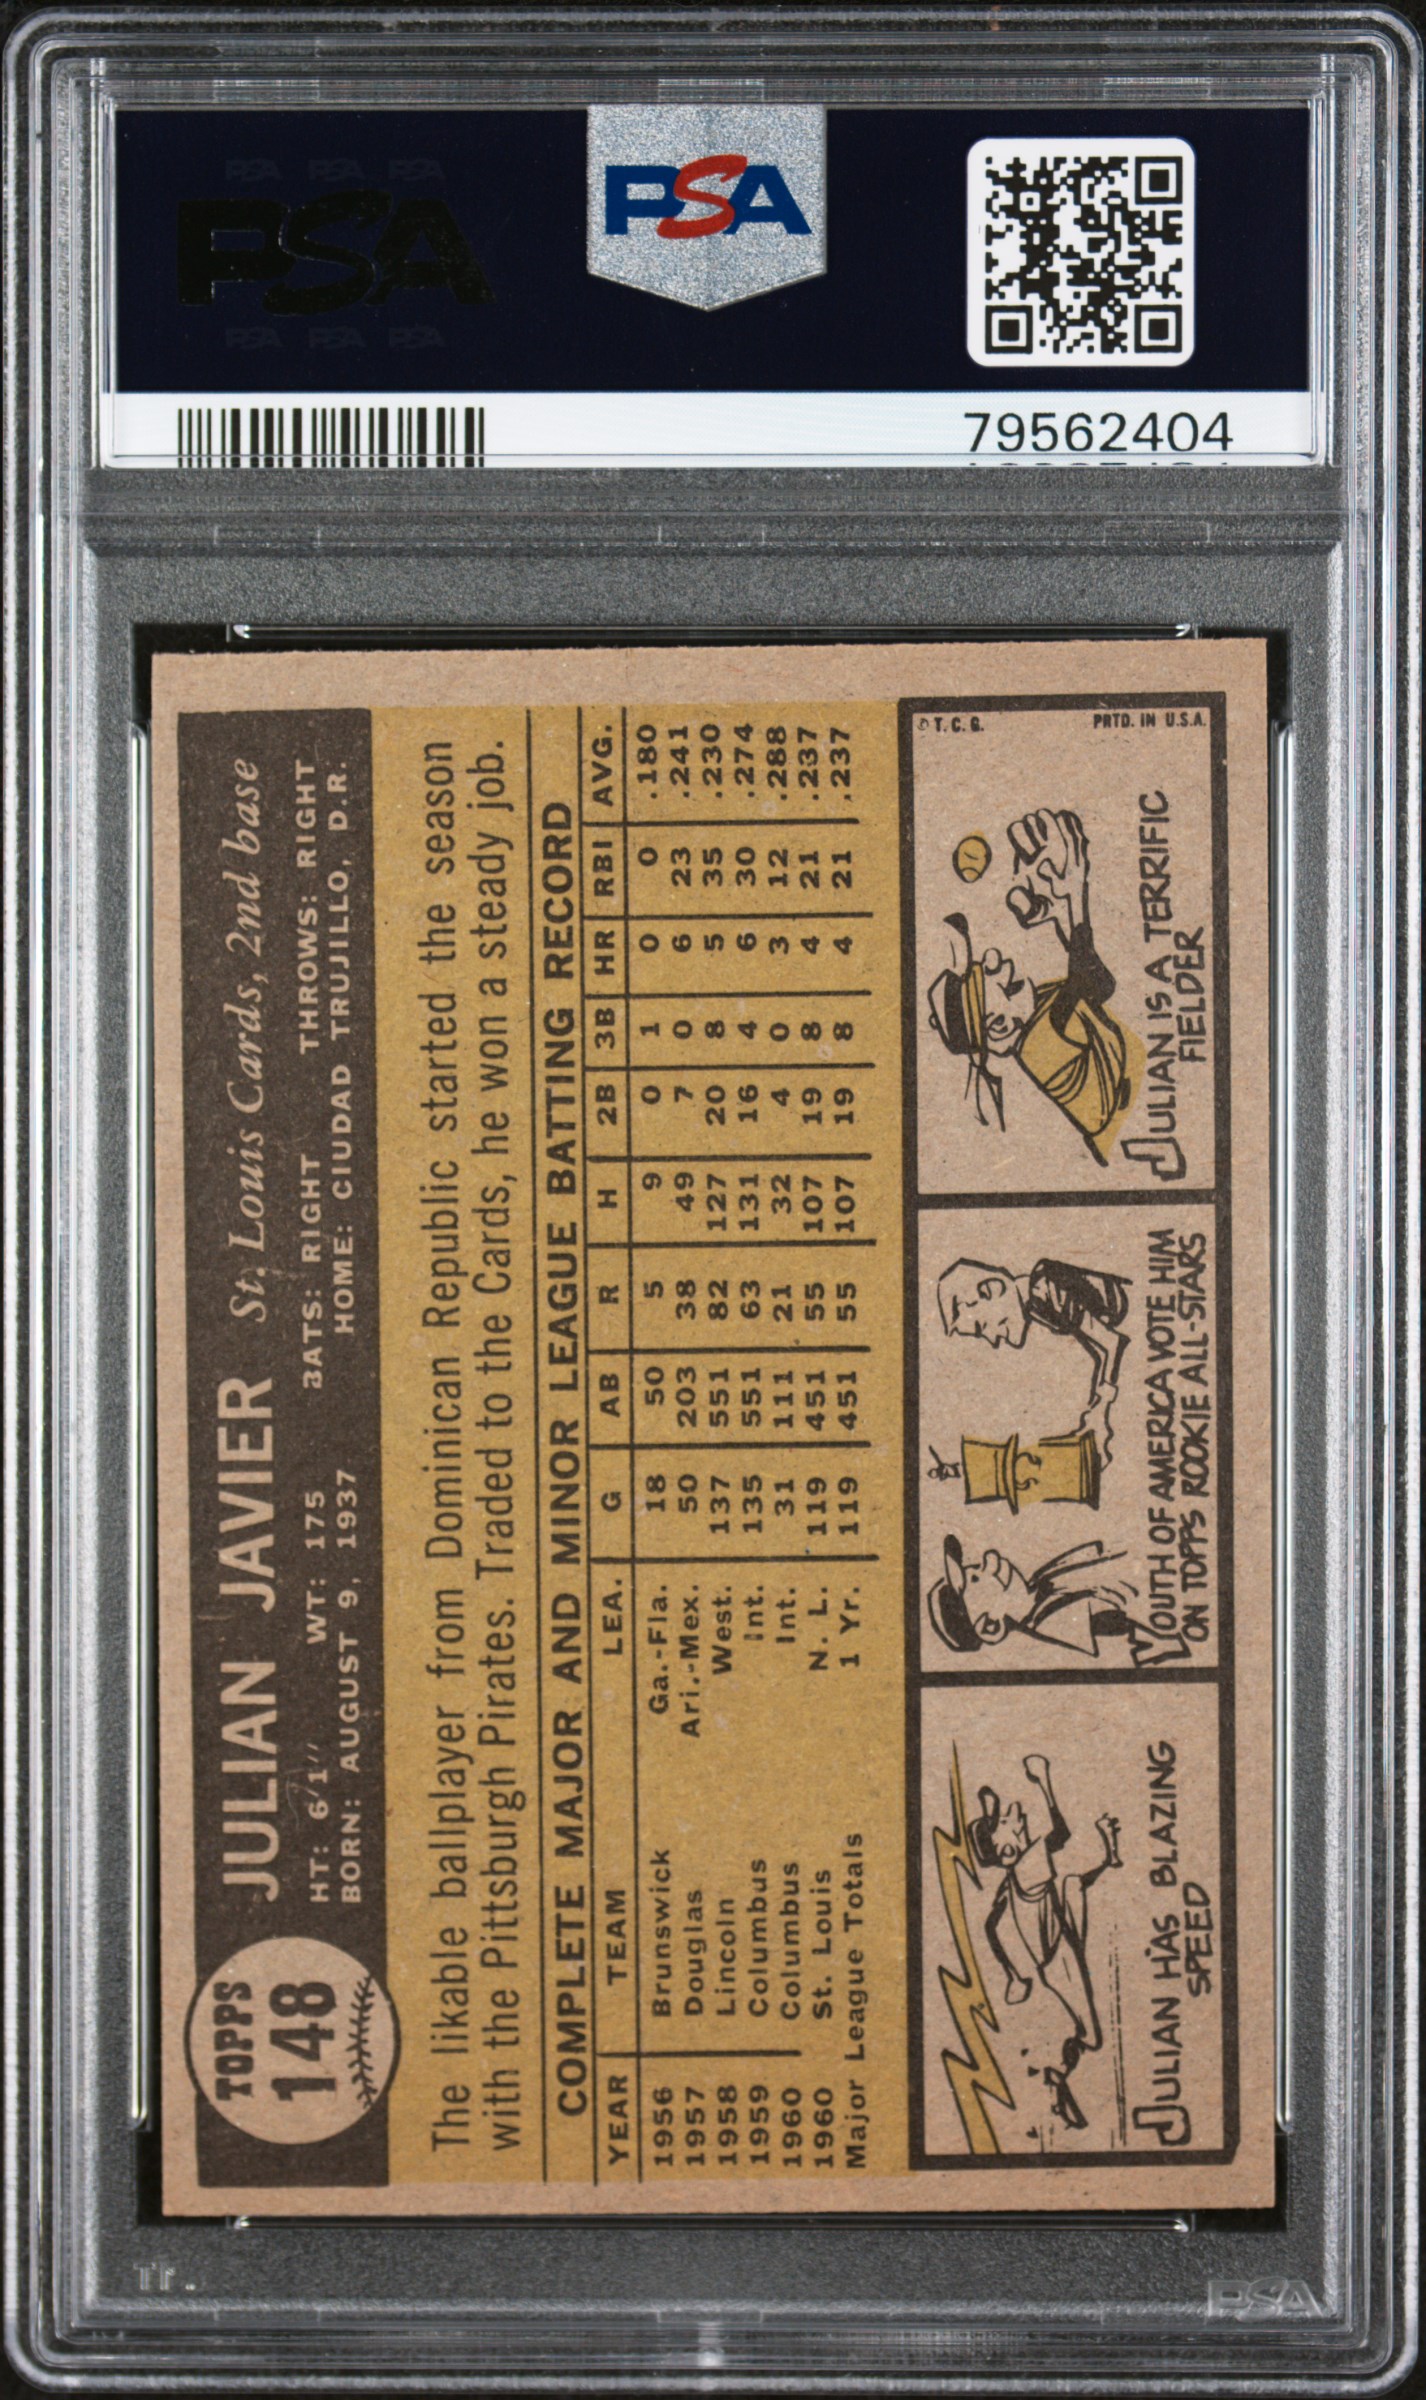 PSA PSA PSA
PSA
PSA PSA PSA
PSA
79562404
TOPPS
148
JULIAN JAVIER St. Louis Cards, 2nd base
HT: 6'1" WT: 175 BATS: RIGHT THROWS: RIGHT
BORN: AUGUST 9, 1937 HOME: CIUDAD TRUJILLO, D.R.
The likable ballplayer from Dominican Republic started the season
with the Pittsburgh Pirates. Traded to the Cards, he won a steady job.
COMPLETE MAJOR AND MINOR LEAGUE BATTING RECORD
YEAR TEAM LEA. G AB R H 2B 3B HR RBI AVG.
1956 Brunswick Ga.-Fla. 18 50 5 9 0 1 0 0 .180
1957 Douglas Ari.-Mex. 50 203 38 49 7 0 6 23 .241
1958 Lincoln West. 137 551 82 127 20 8 5 35 .230
1959 Columbus Int. 135 551 63 131 16 4 6 30 .274
1960 Columbus Int. 31 111 21 32 4 0 3 12 .288
1960 St. Louis N. L. 119 451 55 107 19 8 4 21 .237
Major League Totals 1 Yr. 119 451 55 107 19 8 4 21 .237
JULIAN HAS BLAZING
SPEED
YOUTH OF AMERICA VOTE HIM
ON TOPPS ROOKIE ALL-STARS
JULIAN IS A TERRIFIC
FIELDER
© T. C. G.
PRTD. IN U.S.A.
PSA